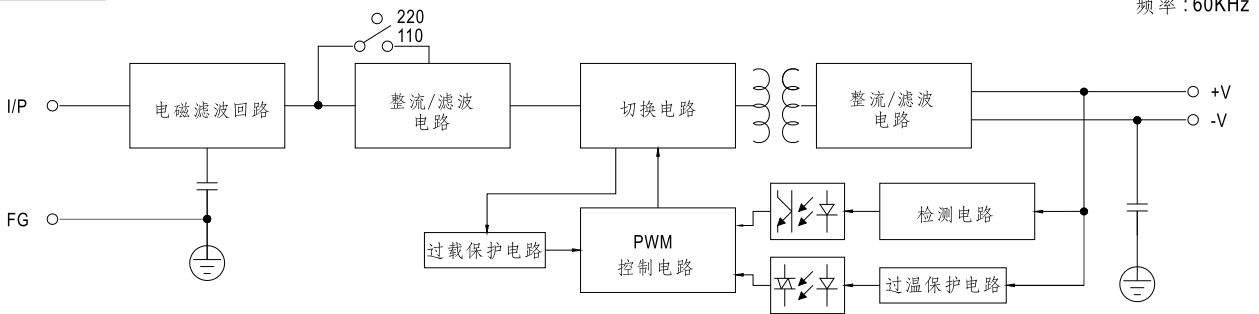 频率:60KHz
220
110
I/P
电磁滤波回路
整流/滤波
电路
切换电路
整流/滤波
电路
+V
-V
FG
过载保护电路
PWM
控制电路
检测电路
过温保护电路